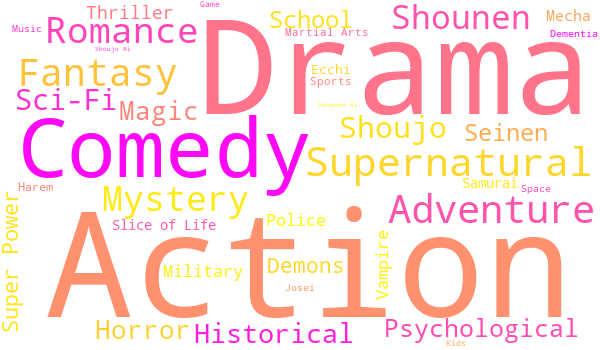 Game
Thriller
School
Shounen
Mecha
Music
Romance
Martial Arts
Dementia
Shoujo Ai
Drama
Fantasy
Ecchi
Sports
Sci-Fi
Magic
Shounen Ai
Comedy
Shoujo
Seinen
Supernatural
Harem
Samurai
Space
Mystery
Adventure
Super Power
Slice of Life
Police
Action
Vampire
Military
Demons
Josei
Horror
Historical
Psychological
Kids